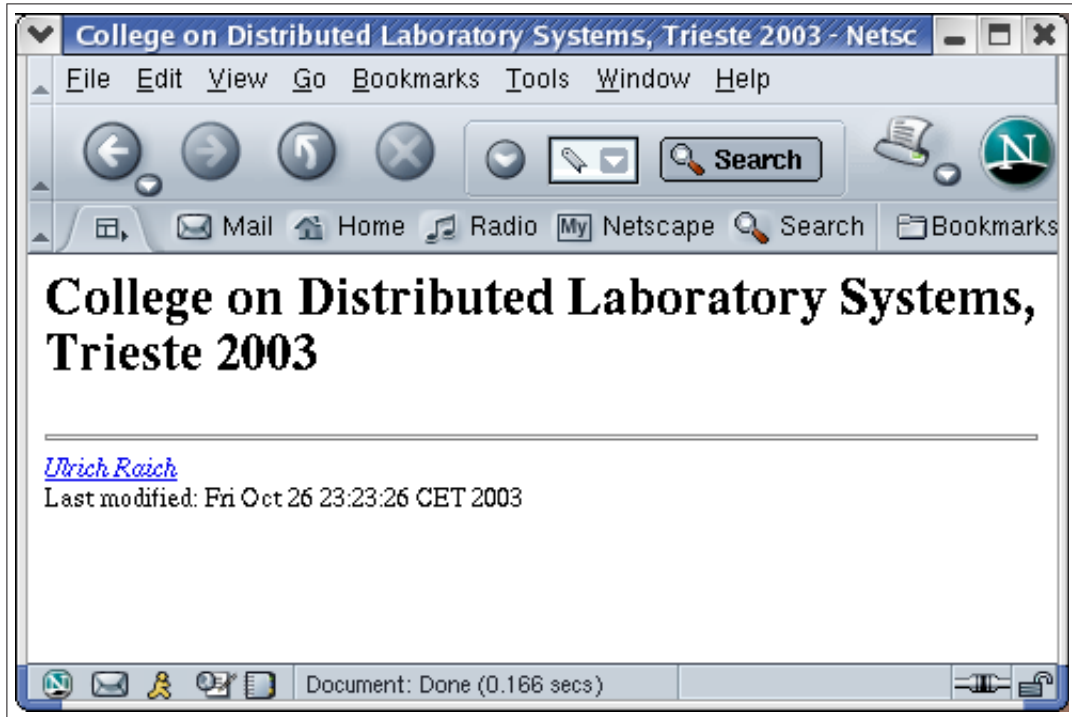 College on Distributed Laboratory Systems, Trieste 2003 - Netsc
File Edit View Go Bookmarks Tools Window Help
Search N
Mail Home My Netscape Radio Search Bookmarks
College on Distributed Laboratory Systems,
Trieste 2003
Ulrich Raich
Last modified: Fri Oct 26 23:23:26 CET 2003
Document: Done (0.166 secs)